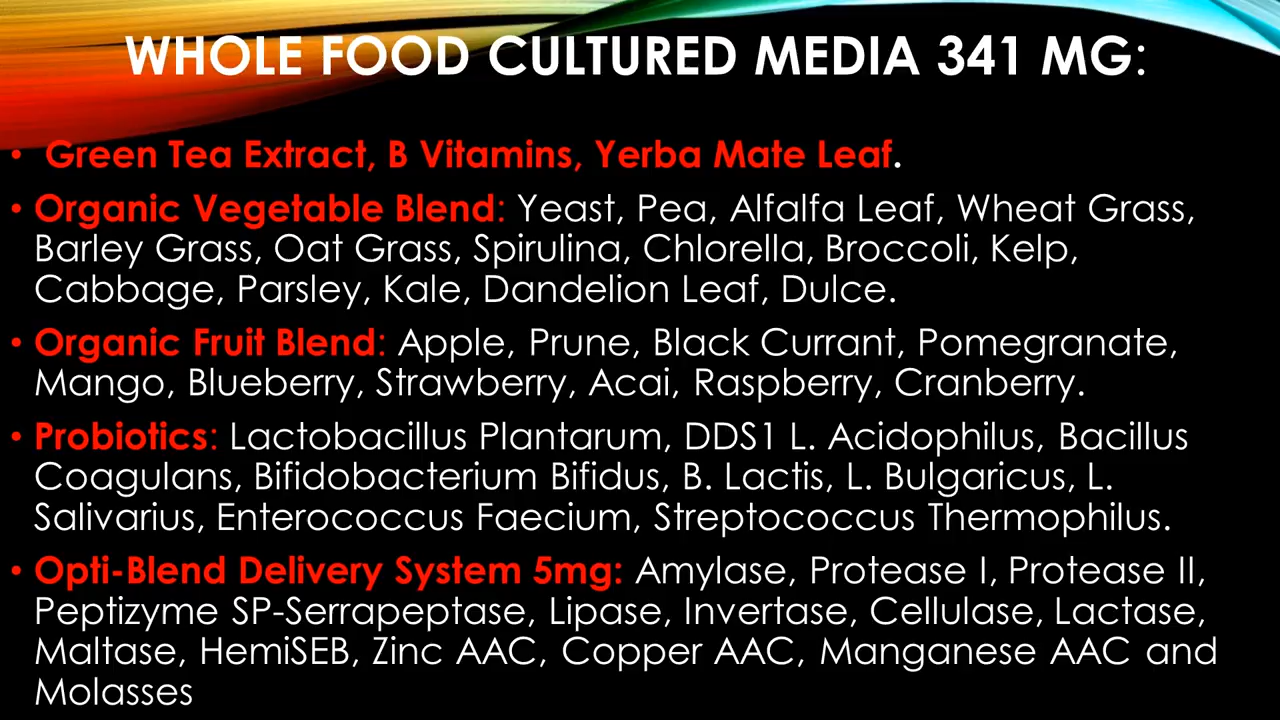 WHOLE FOOD CULTURED MEDIA 341 MG:
• Green Tea Extract, B Vitamins, Yerba Mate Leaf.
• Organic Vegetable Blend: Yeast, Pea, Alfalfa Leaf, Wheat Grass,
Barley Grass, Oat Grass, Spirulina, Chlorella, Broccoli, Kelp,
Cabbage, Parsley, Kale, Dandelion Leaf, Dulce.
• Organic Fruit Blend: Apple, Prune, Black Currant, Pomegranate,
Mango, Blueberry, Strawberry, Acai, Raspberry, Cranberry.
• Probiotics: Lactobacillus Plantarum, DDS1 L. Acidophilus, Bacillus
Coagulans, Bifidobacterium Bifidus, B. Lactis, L. Bulgaricus, L.
Salivarius, Enterococcus Faecium, Streptococcus Thermophilus.
• Opti-Blend Delivery System 5mg: Amylase, Protease I, Protease II,
Peptizyme SP-Serrapeptase, Lipase, Invertase, Cellulase, Lactase,
Maltase, HemiSEB, Zinc AAC, Copper AAC, Manganese AAC and
Molasses